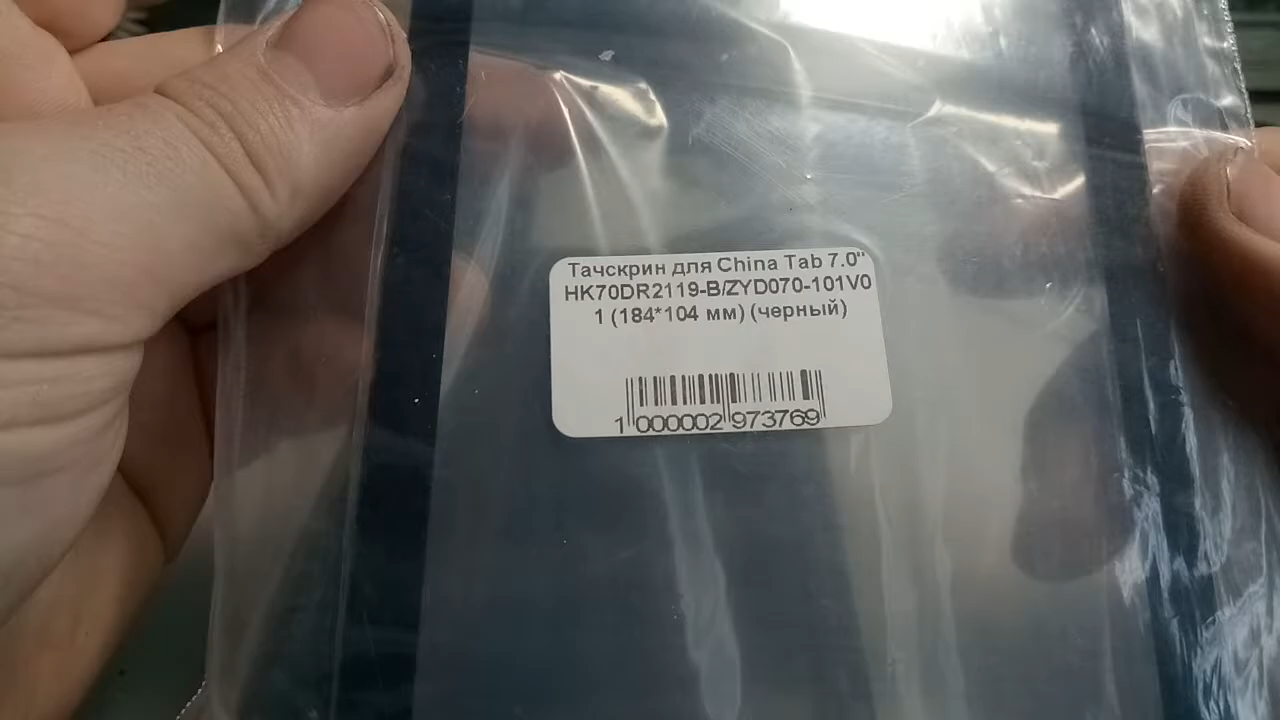 Тачскрин для China Tab 7.0"
HK70DR2119-B/ZYD070-101V0
1 (184*104 мм) (черный)
1 000002 973769